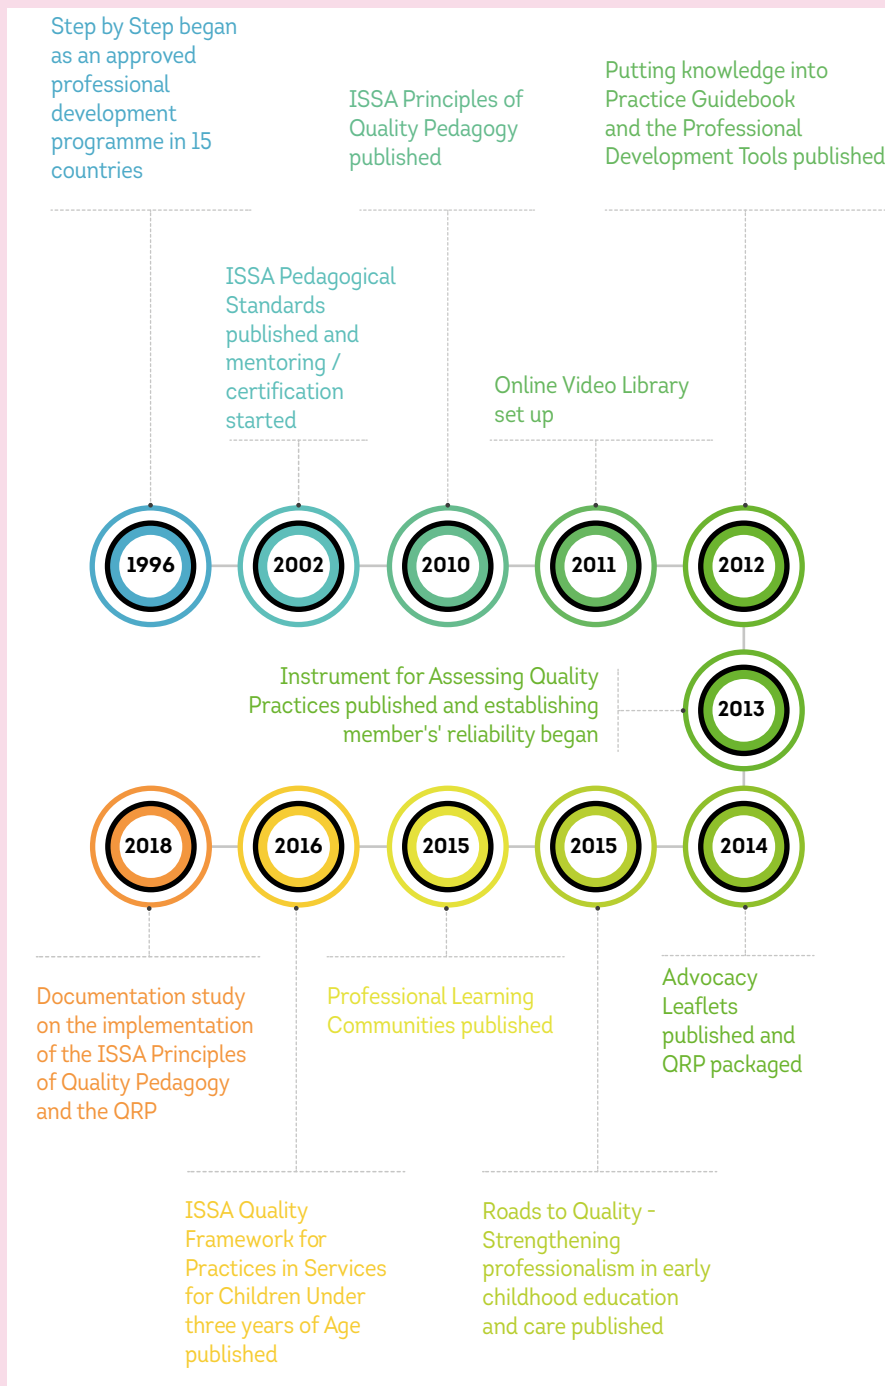 Step by Step began
as an approved
professional
development
programme in 15
countries
ISSA Principles of
Quality Pedagogy
published
Putting knowledge into
Practice Guidebook
and the Professional
Development Tools published
ISSA Pedagogical
Standards
published and
mentoring /
certification
started
Online Video Library
set up
1996
2002
2010
2011
2012
Instrument for Assessing Quality
Practices published and establishing
member's' reliability began
2013
2018
2016
2015
2015
2014
Documentation study
on the implementation
of the ISSA Principles
of Quality Pedagogy
and the QRP
Professional Learning
Communities published
Advocacy
Leaflets
published and
QRP packaged
ISSA Quality
Framework for
Practices in Services
for Children Under
three years of Age
published
Roads to Quality -
Strengthening
professionalism in early
childhood education
and care published